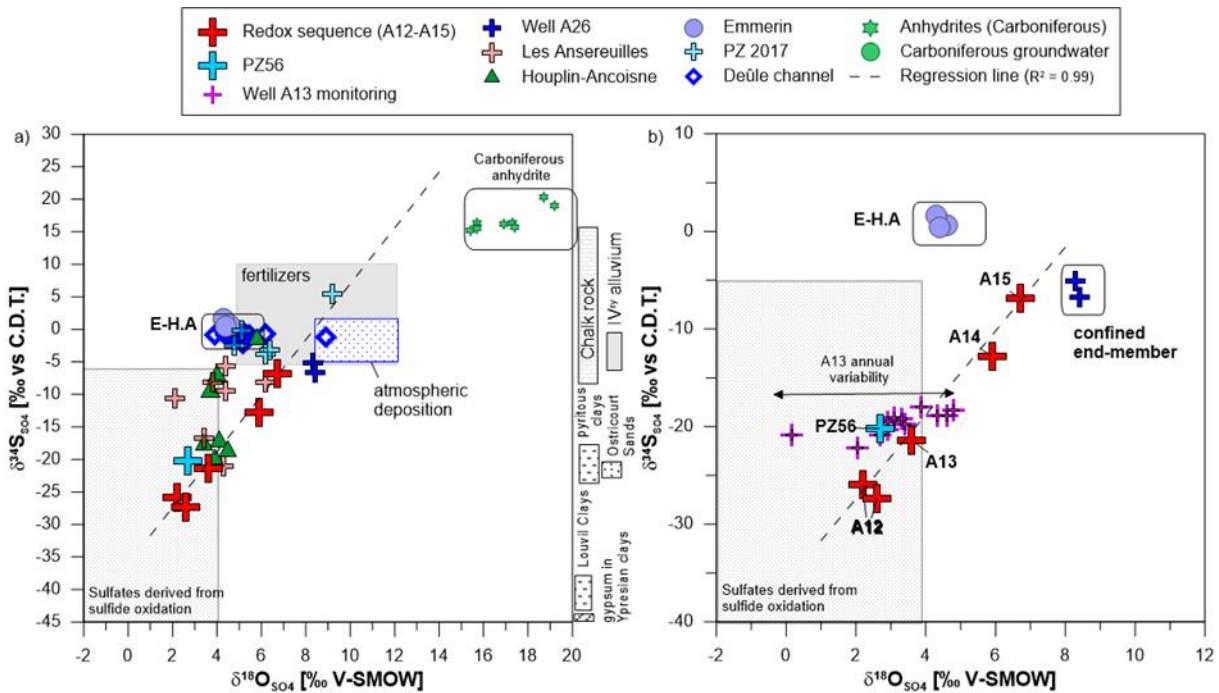 Redox sequence (A12-A15)
PZ56
Well A13 monitoring
Well A26
Les Ansereuilles
Houplin-Ancoisne
Emmerin
PZ 2017
Deûle channel
Anhydrites (Carboniferous)
Carboniferous groundwater
Regression line (R² = 0.99)
a)
30
25
20
15
10
5
0
-5
-10
-15
-20
-25
-30
-35
-40
-45
δ³⁴S_SO4 [‰ vs C.D.T.]
Carboniferous
anhydrite
fertilizers
E-H.A
atmospheric
deposition
Sulfates derived from
sulfide oxidation
-2 0 2 4 6 8 10 12 14 16 18 20
δ¹⁸O_SO4 [‰ V-SMOW]
Chalk rock
IVʳʸ alluvium
pyritous
clays
Ostricourt
Sands
Louvil Clays
gypsum in
Ypresian clays
b)
10
0
-10
-20
-30
-40
δ³⁴S_SO4 [‰ vs C.D.T.]
E-H.A
A15
A14
confined
end-member
A13 annual
variability
PZ56
A13
A12
Sulfates derived from
sulfide oxidation
-2 0 2 4 6 8 10 12
δ¹⁸O_SO4 [‰ V-SMOW]